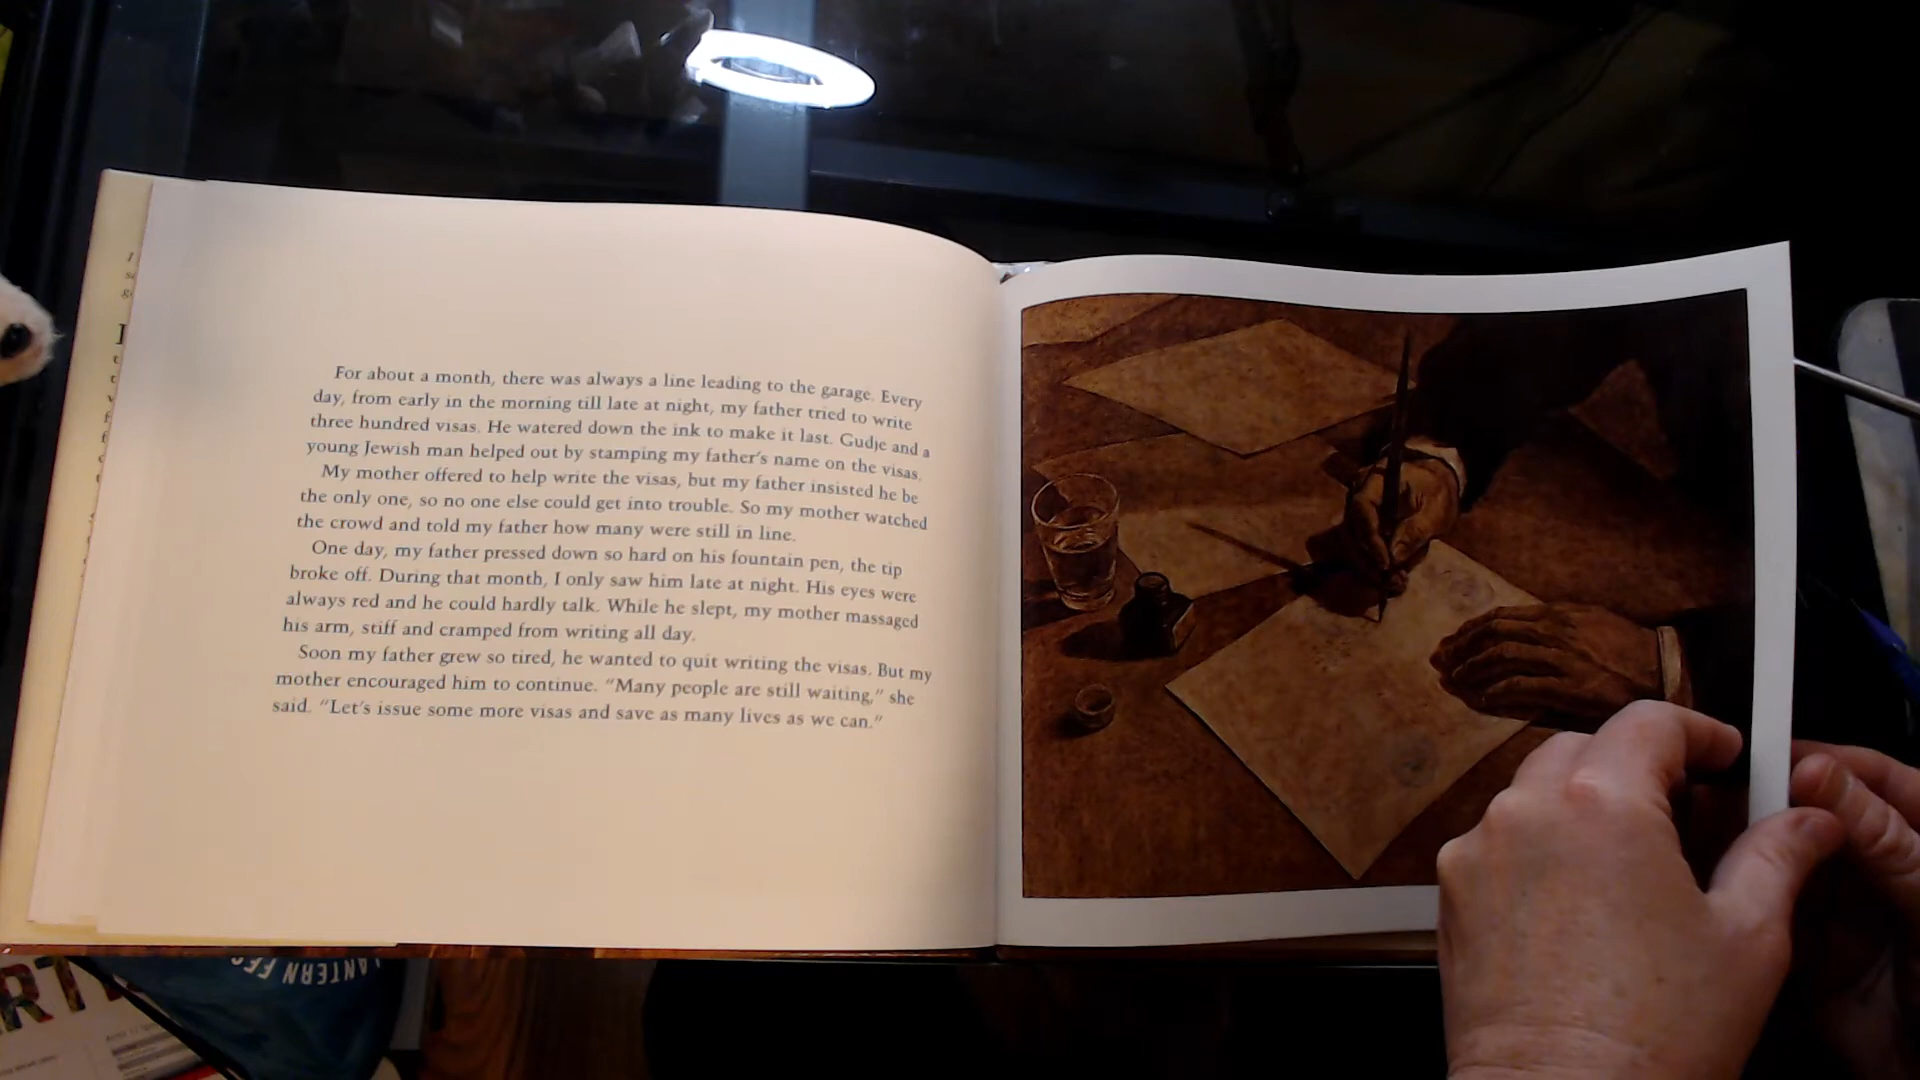 For about a month, there was always a line leading to the garage. Every
day, from early in the morning till late at night, my father tried to write
three hundred visas. He watered down the ink to make it last. Gudje and a
young Jewish man helped out by stamping my father's name on the visas.
My mother offered to help write the visas, but my father insisted he be
the only one, so no one else could get into trouble. So my mother watched
the crowd and told my father how many were still in line.
One day, my father pressed down so hard on his fountain pen, the tip
broke off. During that month, I only saw him late at night. His eyes were
always red and he could hardly talk. While he slept, my mother massaged
his arm, stiff and cramped from writing all day.
Soon my father grew so tired, he wanted to quit writing the visas. But my
mother encouraged him to continue. "Many people are still waiting," she
said. "Let's issue some more visas and save as many lives as we can."